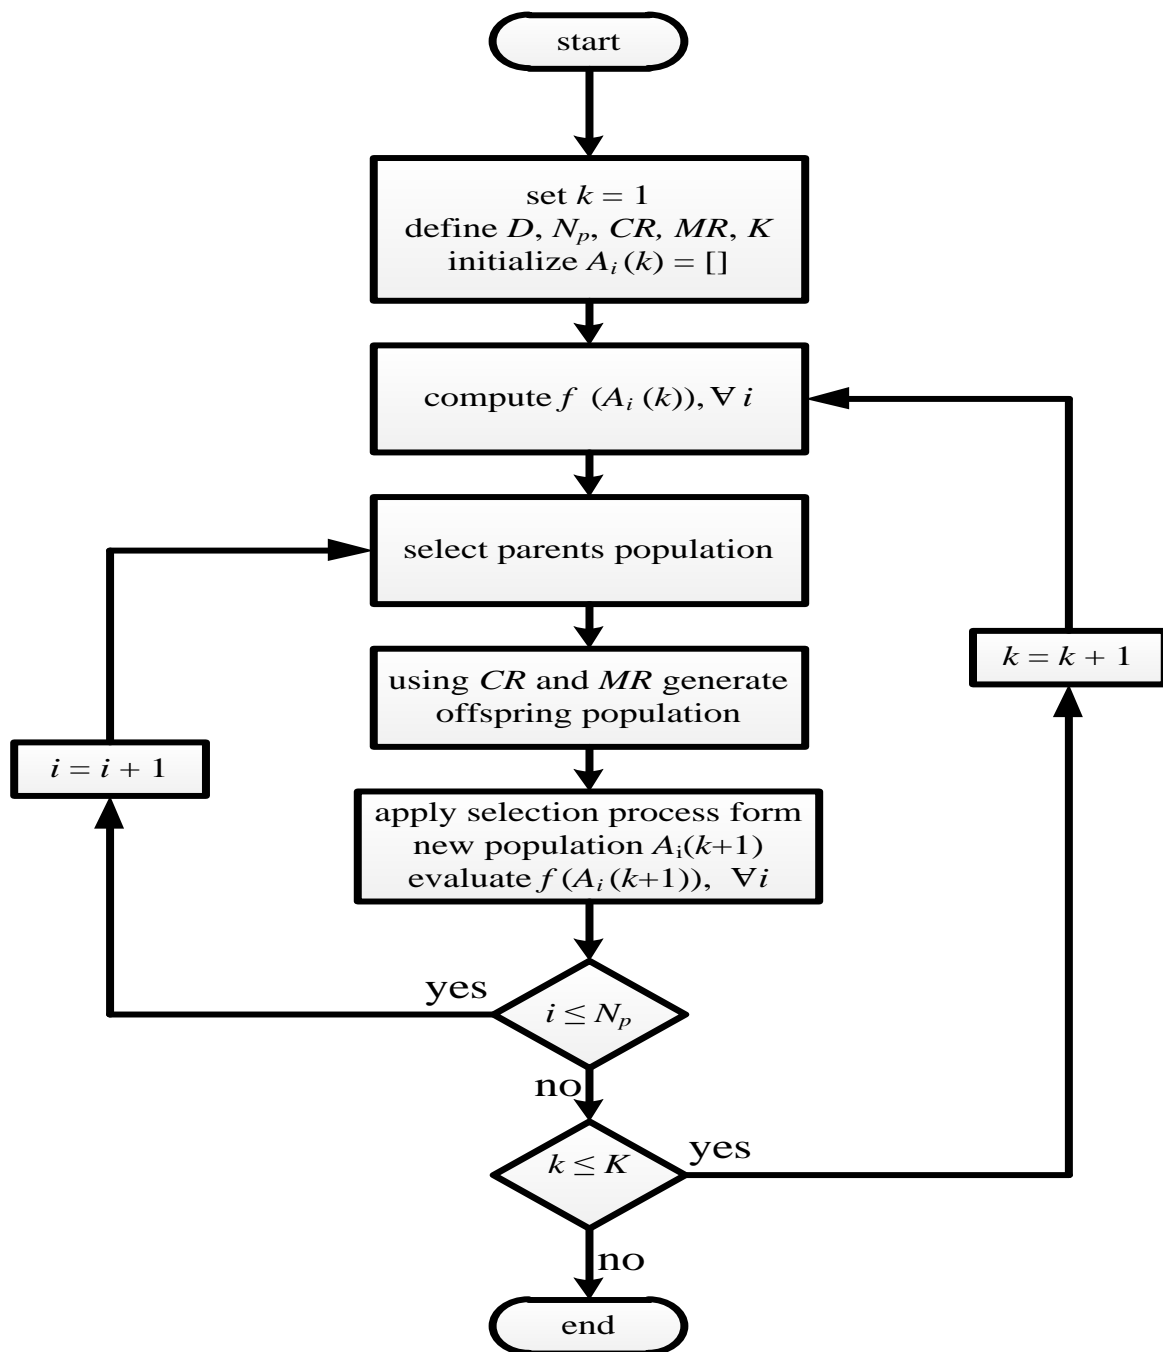 start
set k = 1
define D, Nₚ, CR, MR, K
initialize Aᵢ (k) = []
compute f (Aᵢ (k)), ∀ i
select parents population
using CR and MR generate
offspring population
k = k + 1
i = i + 1
apply selection process form
new population Aᵢ(k+1)
evaluate f (Aᵢ (k+1)), ∀i
yes
i ≤ Nₚ
no
k ≤ K
yes
no
end